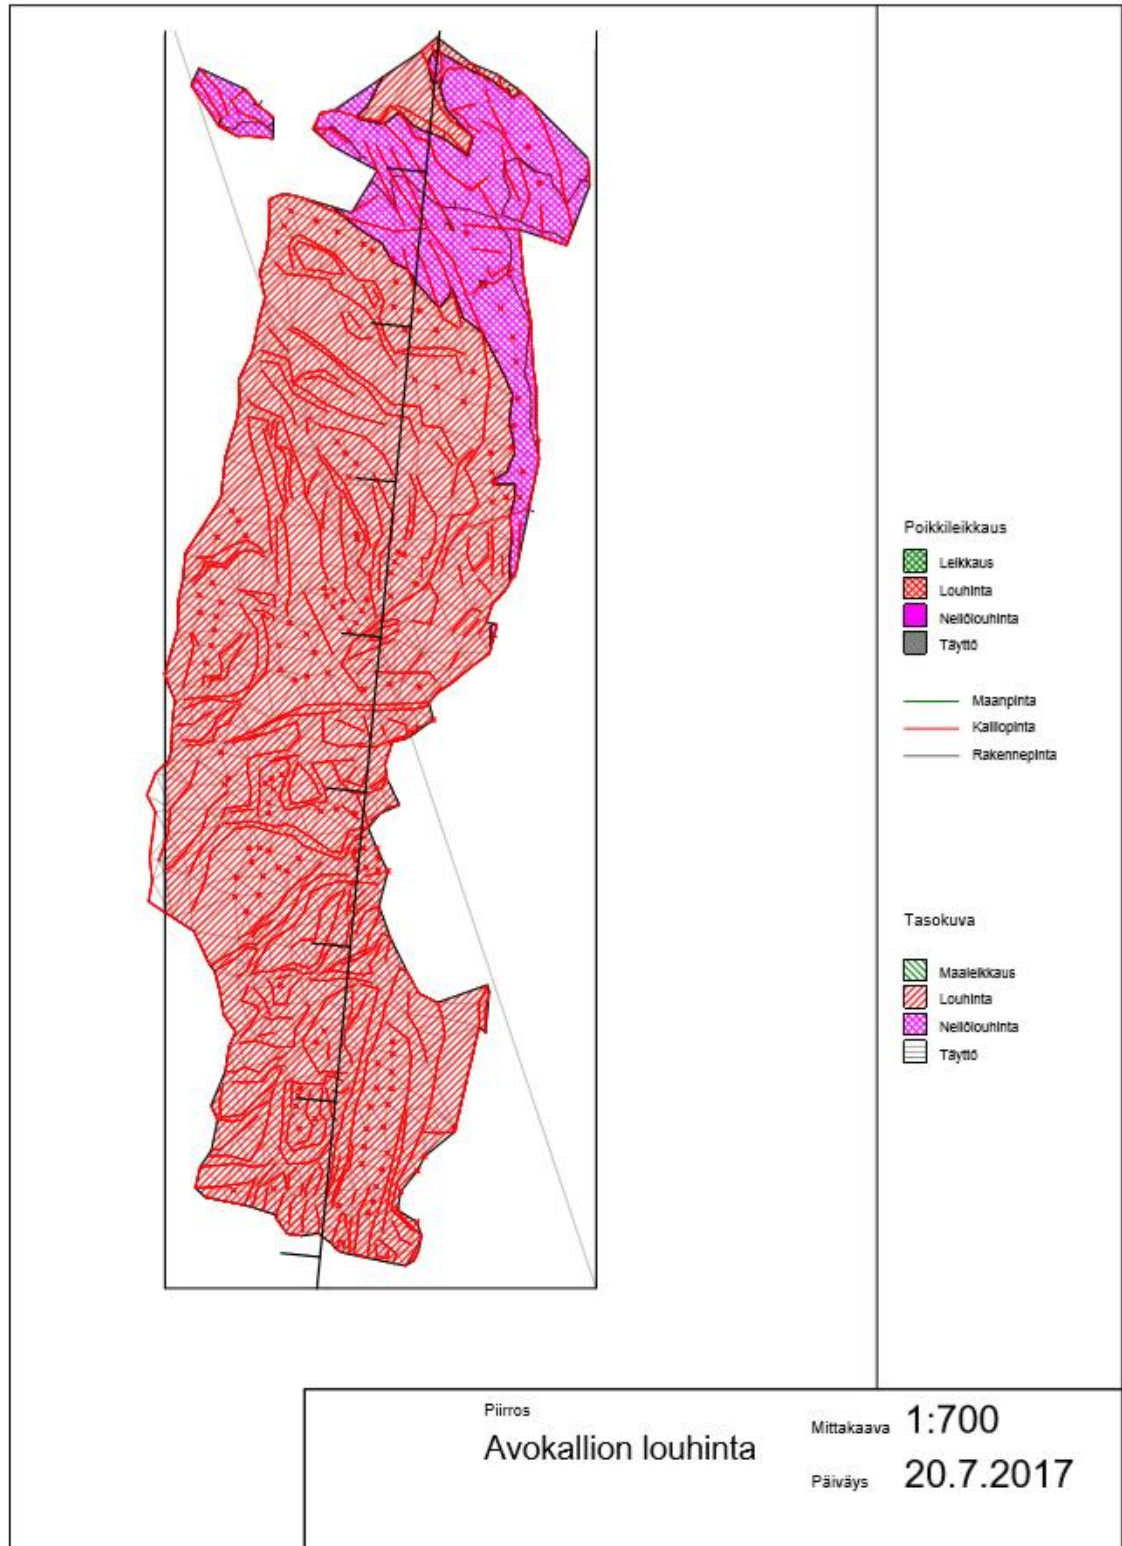 Poikkileikkaus
Leikkaus
Louhinta
Neliölouhinta
Täyttö
Maanpinta
Kalliopinta
Rakennepinta
Tasokuva
Maaleikkaus
Louhinta
Neliölouhinta
Täyttö
Piirros
Avokallion louhinta
Mittakaava 1:700
Päiväys 20.7.2017